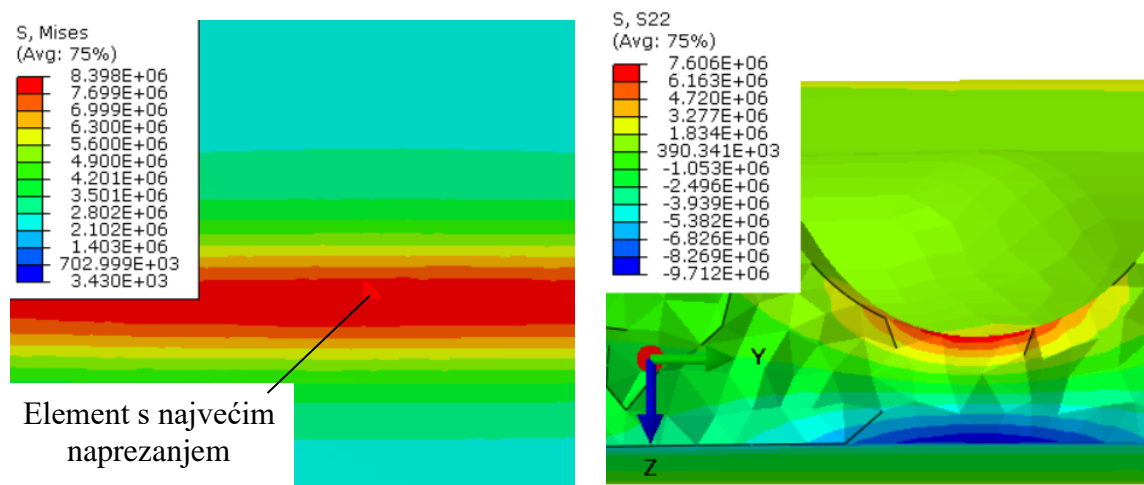 S, Mises
(Avg: 75%)
8.398E+06
7.699E+06
6.999E+06
6.300E+06
5.600E+06
4.900E+06
4.201E+06
3.501E+06
2.802E+06
2.102E+06
1.403E+06
702.999E+03
3.430E+03
Element s najvećim
naprezanjem
S, S22
(Avg: 75%)
7.606E+06
6.163E+06
4.720E+06
3.277E+06
1.834E+06
390.341E+03
-1.053E+06
-2.496E+06
-3.939E+06
-5.382E+06
-6.826E+06
-8.269E+06
-9.712E+06
Y
Z